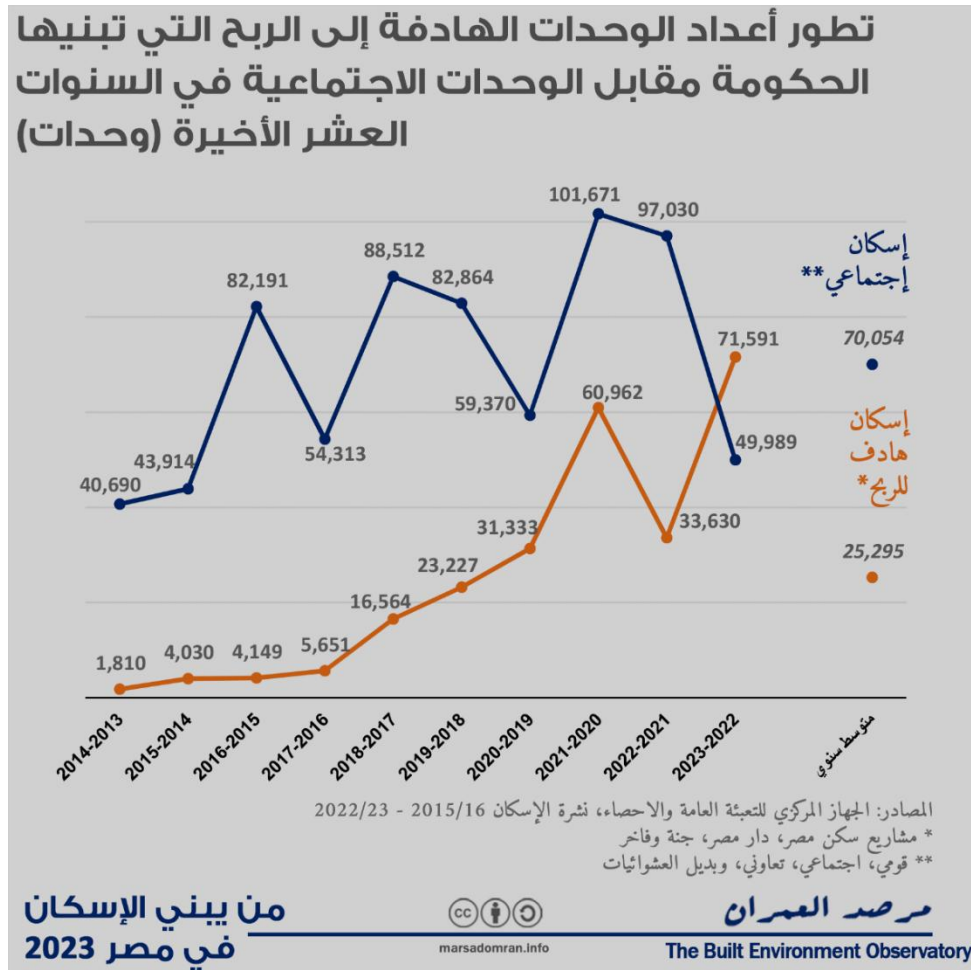 تطور أعداد الوحدات الهادفة إلى الربح التي تبنيها
الحكومة مقابل الوحدات الاجتماعية في السنوات
العشر الأخيرة (وحدات)
101,671
97,030
إسكان
إجتماعي**
88,512
82,864
82,191
71,591
70,054
60,962
59,370
إسكان
هادف
للربح*
54,313
49,989
43,914
40,690
33,630
31,333
25,295
23,227
16,564
5,651
4,149
4,030
1,810
2014-2013
2015-2014
2016-2015
2017-2016
2018-2017
2019-2018
2020-2019
2021-2020
2022-2021
2023-2022
متوسط سنوي
المصادر: الجهاز المركزي للتعبئة العامة والاحصاء، نشرة الإسكان 2015/16 - 2022/23
* مشاريع سكن مصر، دار مصر، جنة وفاخر
** قومي، اجتماعي، تعاوني، وبديل العشوائيات
من يبني الإسكان
في مصر 2023
cc
marsadomran.info
مرصد العمران
The Built Environment Observatory